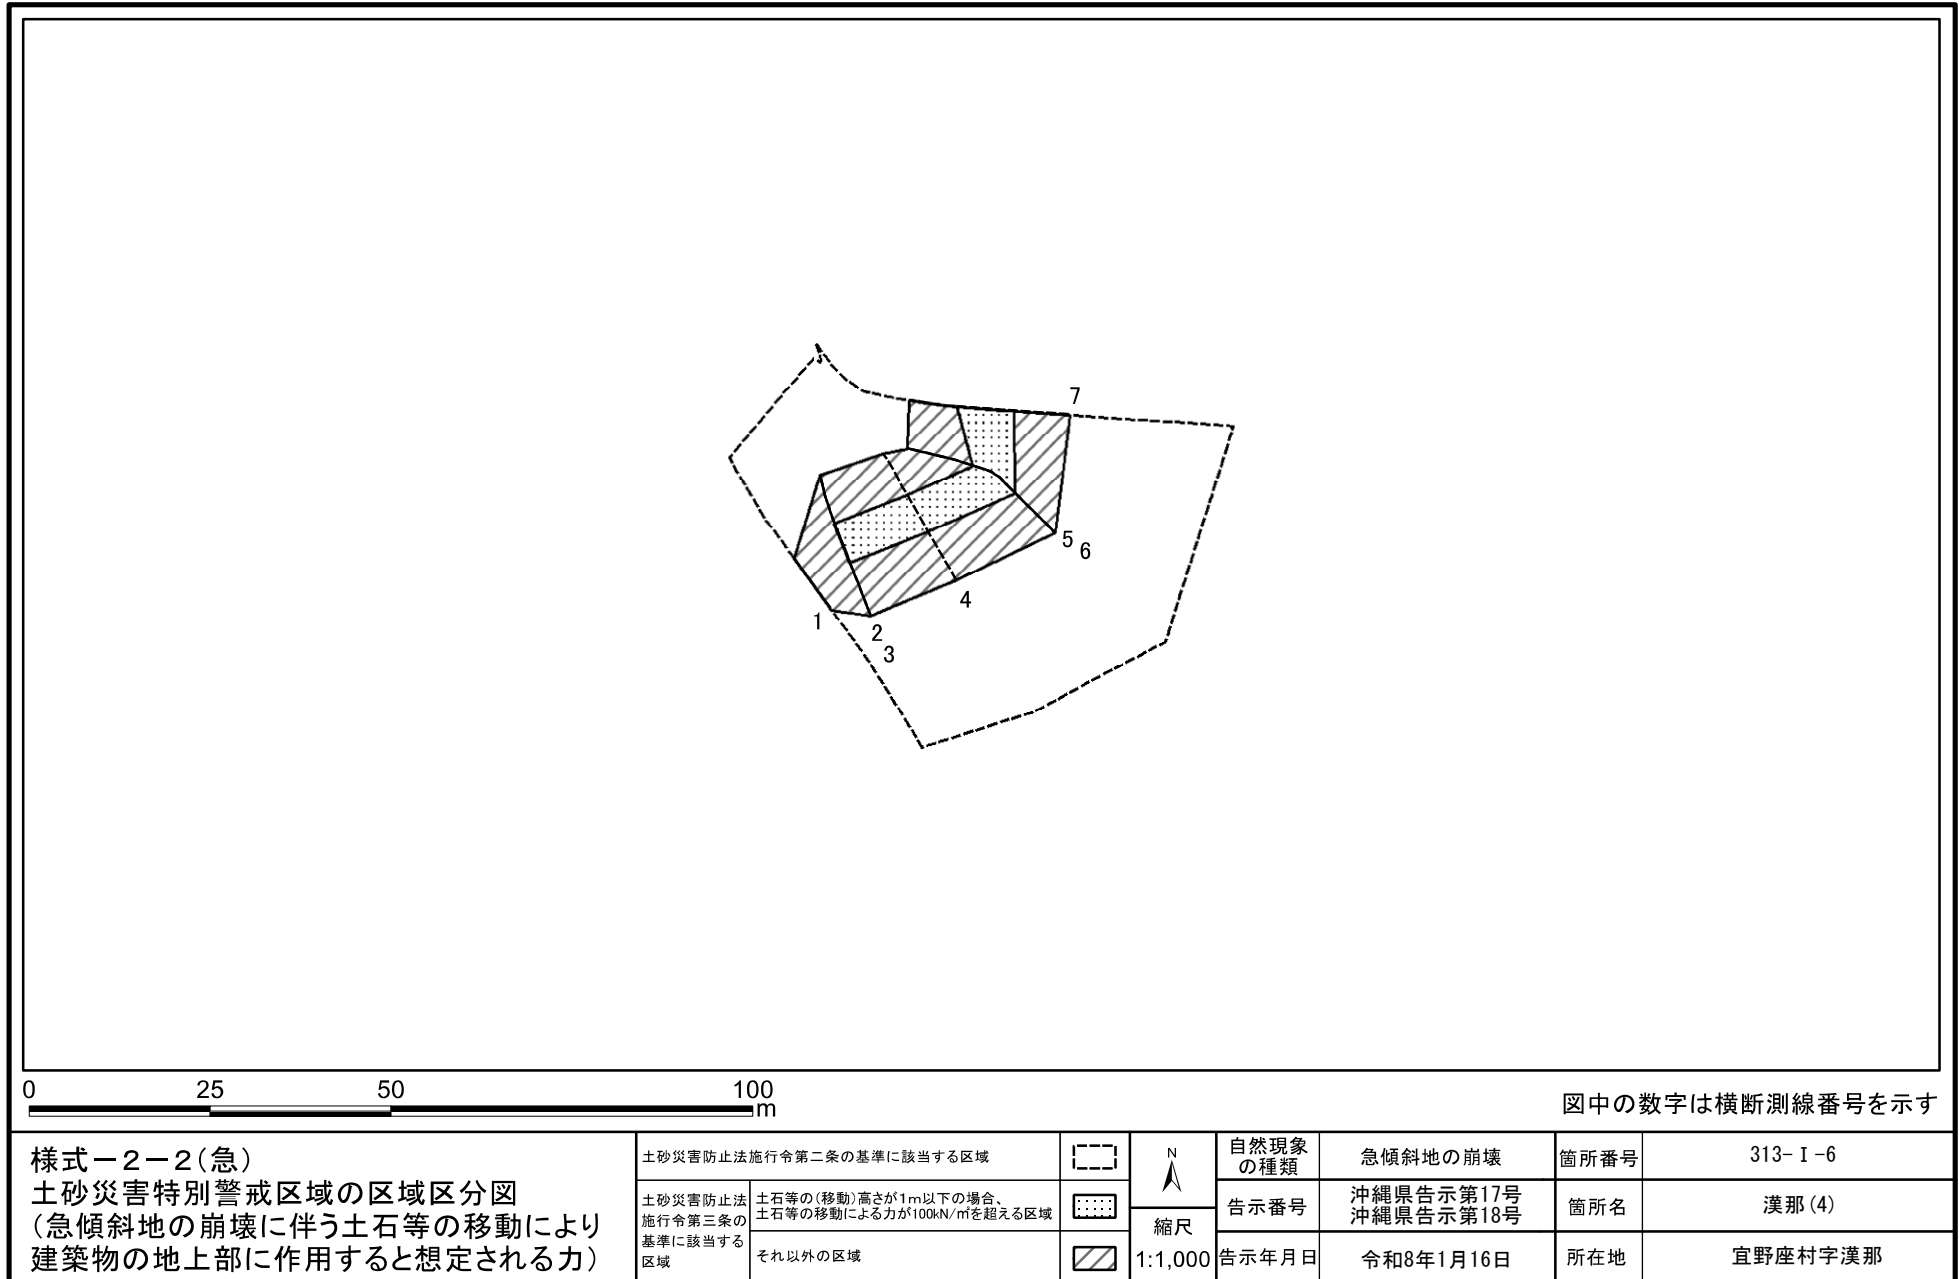 7
5
6
4
1
2
3
0 25 50 100
m
図中の数字は横断測線番号を示す
様式－２－２（急）
土砂災害特別警戒区域の区域区分図
（急傾斜地の崩壊に伴う土石等の移動により
建築物の地上部に作用すると想定される力）
土砂災害防止法施行令第二条の基準に該当する区域
土砂災害防止法
施行令第三条の
基準に該当する
区域
土石等の（移動）高さが１ｍ以下の場合、
土石等の移動による力が100kN/㎡を超える区域
それ以外の区域
N
縮尺
1:1,000
自然現象
の種類
急傾斜地の崩壊
箇所番号
313-Ⅰ-6
告示番号
沖縄県告示第17号
沖縄県告示第18号
箇所名
漢那(4)
告示年月日
令和8年1月16日
所在地
宜野座村字漢那